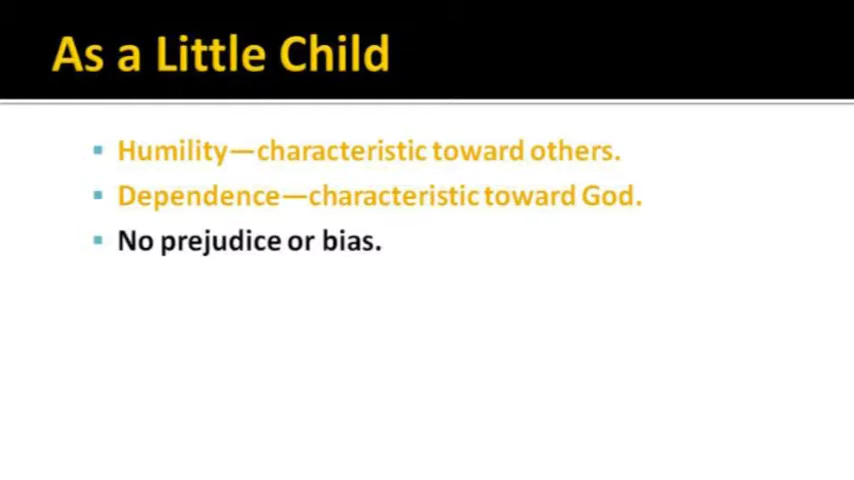 As a Little Child
Humility—characteristic toward others.
Dependence—characteristic toward God.
No prejudice or bias.